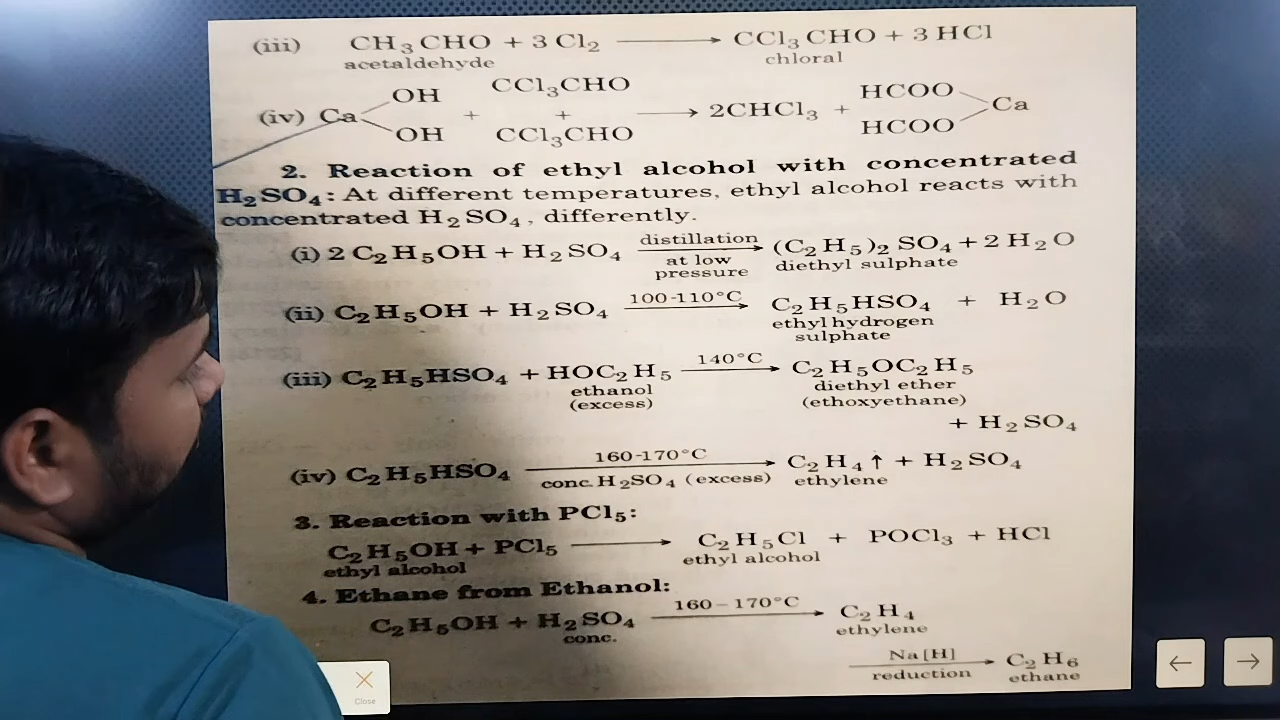 (iii) CH₃CHO + 3 Cl₂ ⟶ CCl₃CHO + 3 HCl
acetaldehyde chloral
(iv) Ca OH OH + CCl₃CHO + CCl₃CHO ⟶ 2CHCl₃ + HCOO HCOO Ca
2. Reaction of ethyl alcohol with concentrated
H₂SO₄: At different temperatures, ethyl alcohol reacts with
concentrated H₂SO₄, differently.
(i) 2 C₂H₅OH + H₂SO₄ distillation ⟶ at low pressure (C₂H₅)₂ SO₄ + 2 H₂O
diethyl sulphate
(ii) C₂H₅OH + H₂SO₄ 100-110°C ⟶ C₂H₅HSO₄ + H₂O
ethyl hydrogen
sulphate
(iii) C₂H₅HSO₄ + HOC₂H₅ 140°C ⟶ C₂H₅OC₂H₅
ethanol diethyl ether
(excess) (ethoxyethane)
+ H₂SO₄
(iv) C₂H₅HSO₄ 160-170°C ⟶ conc. H₂SO₄ (excess) C₂H₄↑ + H₂SO₄
ethylene
3. Reaction with PCl₅:
C₂H₅OH + PCl₅ ⟶ C₂H₅Cl + POCl₃ + HCl
ethyl alcohol ethyl alcohol
4. Ethane from Ethanol:
C₂H₅OH + H₂SO₄ 160–170°C ⟶ C₂H₄
conc. ethylene
Na[H] ⟶ reduction C₂H₆
ethane
Close